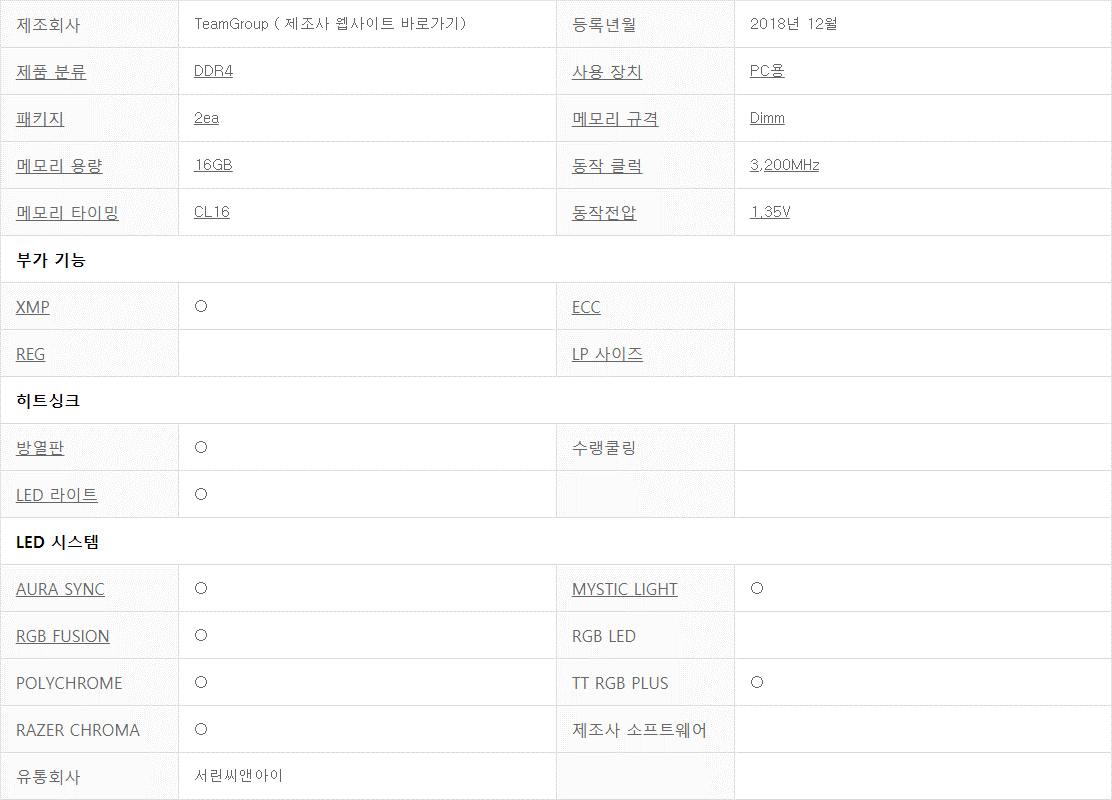 제조회사 TeamGroup ( 제조사 웹사이트 바로가기) 등록년월 2018년 12월
제품 분류 DDR4 사용 장치 PC용
패키지 2ea 메모리 규격 Dimm
메모리 용량 16GB 동작 클럭 3,200MHz
메모리 타이밍 CL16 동작전압 1.35V
부가 기능
XMP ○ ECC
REG LP 사이즈
히트싱크
방열판 ○ 수랭쿨링
LED 라이트 ○
LED 시스템
AURA SYNC ○ MYSTIC LIGHT ○
RGB FUSION ○ RGB LED
POLYCHROME ○ TT RGB PLUS ○
RAZER CHROMA ○ 제조사 소프트웨어
유통회사 서린씨앤아이